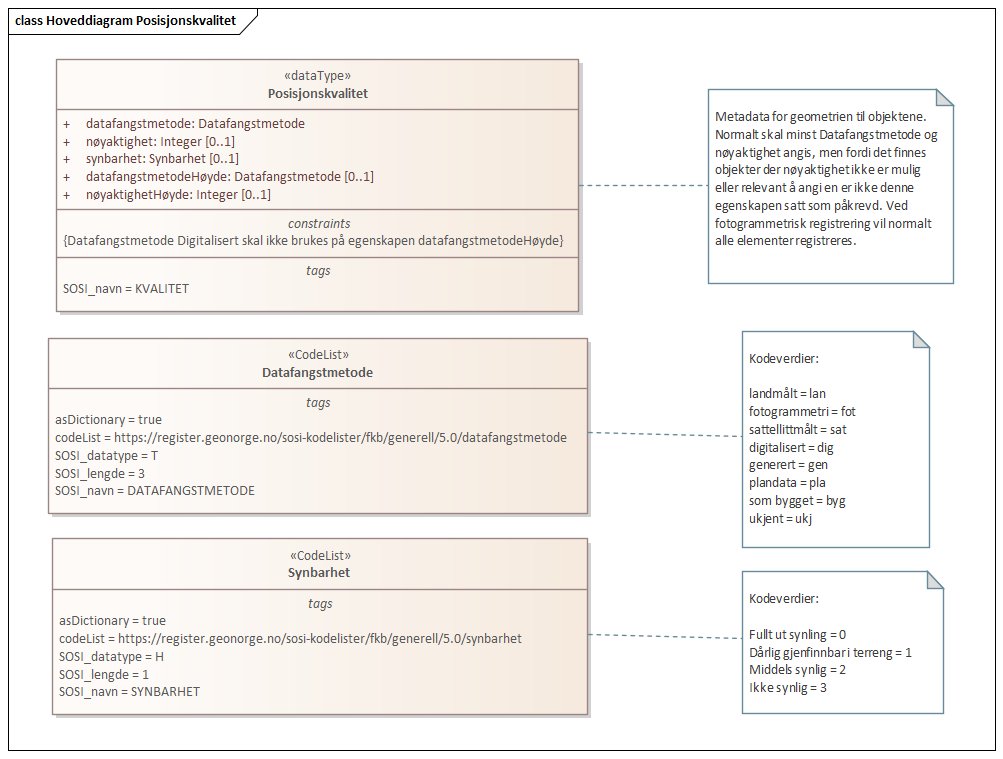 class Hoveddiagram Posisjonskvalitet
«dataType»
Posisjonskvalitet
+ datafangstmetode: Datafangstmetode
+ nøyaktighet: Integer [0..1]
+ synbarhet: Synbarhet [0..1]
+ datafangstmetodeHøyde: Datafangstmetode [0..1]
+ nøyaktighetHøyde: Integer [0..1]
constraints
{Datafangstmetode Digitalisert skal ikke brukes på egenskapen datafangstmetodeHøyde}
tags
SOSI_navn = KVALITET
Metadata for geometrien til objektene.
Normalt skal minst Datafangstmetode og
nøyaktighet angis, men fordi det finnes
objekter der nøyaktighet ikke er mulig
eller relevant å angi en er ikke denne
egenskapen satt som påkrevd. Ved
fotogrammetrisk registrering vil normalt
alle elementer registreres.
«CodeList»
Datafangstmetode
tags
asDictionary = true
codeList = https://register.geonorge.no/sosi-kodelister/fkb/generell/5.0/datafangstmetode
SOSI_datatype = T
SOSI_lengde = 3
SOSI_navn = DATAFANGSTMETODE
Kodeverdier:
landmålt = lan
fotogrammetri = fot
sattellittmålt = sat
digitalisert = dig
generert = gen
plandata = pla
som bygget = byg
ukjent = ukj
«CodeList»
Synbarhet
tags
asDictionary = true
codeList = https://register.geonorge.no/sosi-kodelister/fkb/generell/5.0/synbarhet
SOSI_datatype = H
SOSI_lengde = 1
SOSI_navn = SYNBARHET
Kodeverdier:
Fullt ut synling = 0
Dårlig gjenfinnbar i terreng = 1
Middels synlig = 2
Ikke synlig = 3